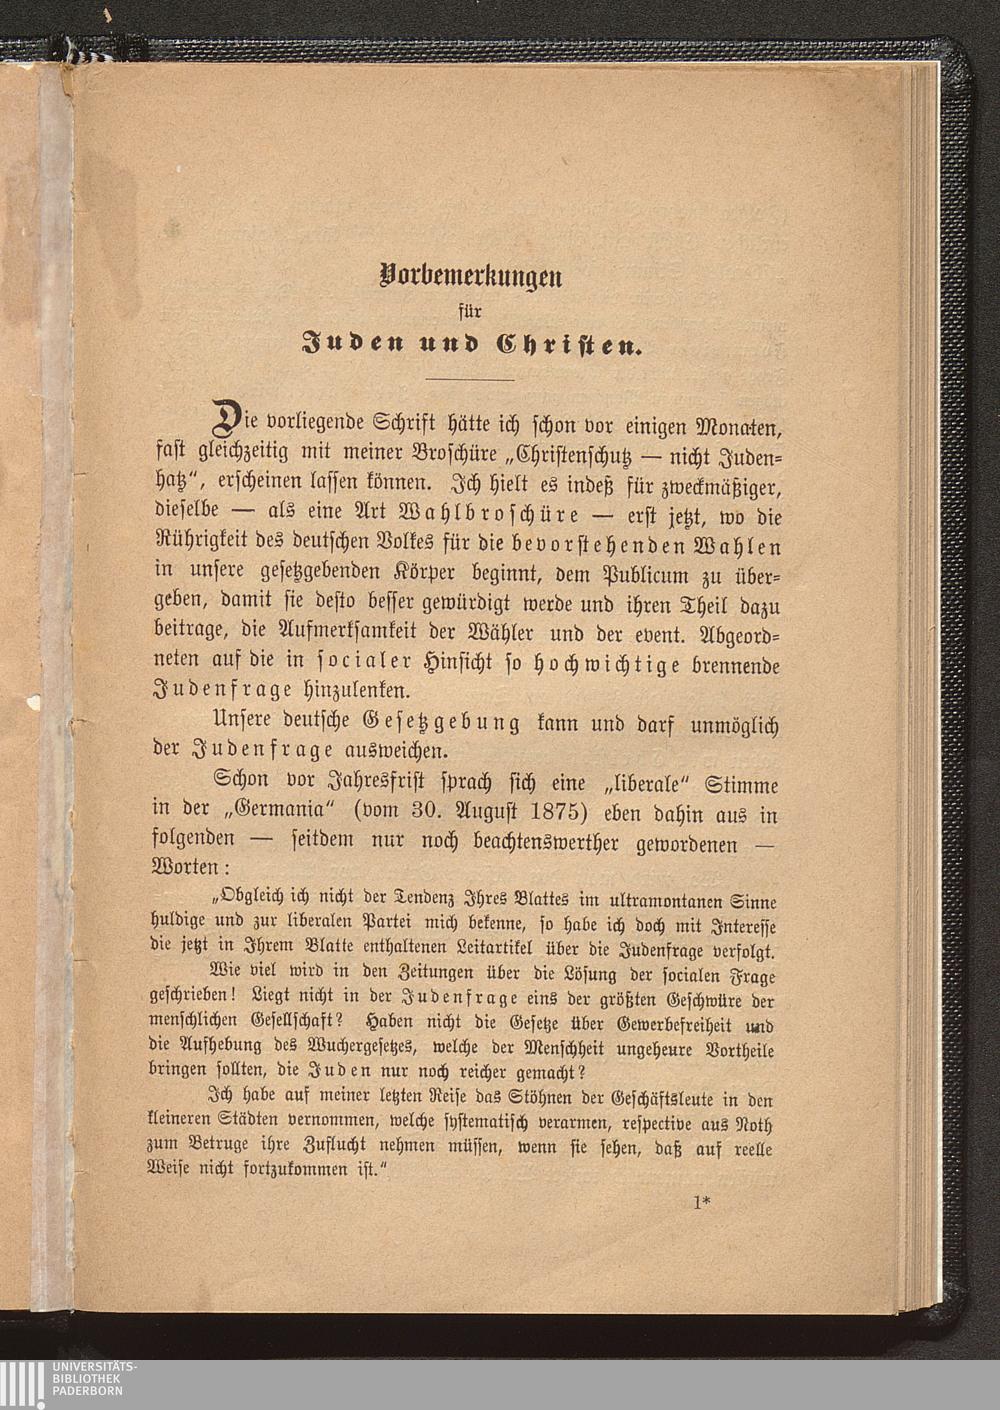 Vorbemerkungen
für
Juden und Christen.
Die vorliegende Schrift hätte ich schon vor einigen Monaten,
fast gleichzeitig mit meiner Broschüre „Christenschutz — nicht Juden-
hatz“, erscheinen lassen können. Ich hielt es indeß für zweckmäßiger,
dieselbe — als eine Art Wahlbroschüre — erst jetzt, wo die
Rührigkeit des deutschen Volkes für die bevorstehenden Wahlen
in unsere gesetzgebenden Körper beginnt, dem Publicum zu über-
geben, damit sie desto besser gewürdigt werde und ihren Theil dazu
beitrage, die Aufmerksamkeit der Wähler und der event. Abgeord-
neten auf die in socialer Hinsicht so hochwichtige brennende
Judenfrage hinzulenken.
Unsere deutsche Gesetzgebung kann und darf unmöglich
der Judenfrage ausweichen.
Schon vor Jahresfrist sprach sich eine „liberale“ Stimme
in der „Germania“ (vom 30. August 1875) eben dahin aus in
folgenden — seitdem nur noch beachtenswerther gewordenen —
Worten:
„Obgleich ich nicht der Tendenz Ihres Blattes im ultramontanen Sinne
huldige und zur liberalen Partei mich bekenne, so habe ich doch mit Interesse
die jetzt in Ihrem Blatte enthaltenen Leitartikel über die Judenfrage verfolgt.
Wie viel wird in den Zeitungen über die Lösung der socialen Frage
geschrieben! Liegt nicht in der Judenfrage eins der größten Geschwüre der
menschlichen Gesellschaft? Haben nicht die Gesetze über Gewerbefreiheit und
die Aufhebung des Wuchergesetzes, welche der Menschheit ungeheure Vortheile
bringen sollten, die Juden nur noch reicher gemacht?
Ich habe auf meiner letzten Reise das Stöhnen der Geschäftsleute in den
kleineren Städten vernommen, welche systematisch verarmen, respective aus Noth
zum Betruge ihre Zuflucht nehmen müssen, wenn sie sehen, daß auf reelle
Weise nicht fortzukommen ist.“
1*
UNIVERSITÄTS-
BIBLIOTHEK
PADERBORN